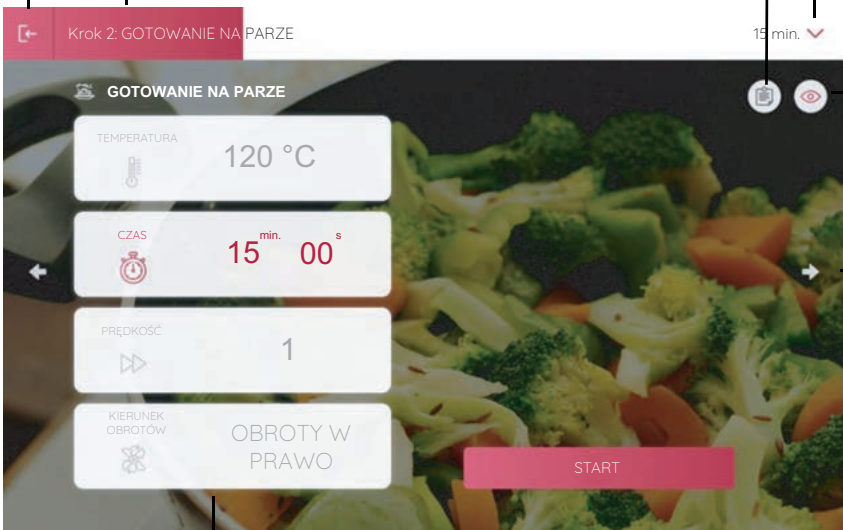 Krok 2: GOTOWANIE NA PARZE
15 min.
GOTOWANIE NA PARZE
TEMPERATURA
120 °C
CZAS
15 min. 00 s
PRĘDKOŚĆ
1
KIERUNEK
OBROTÓW
OBROTY W
PRAWO
START